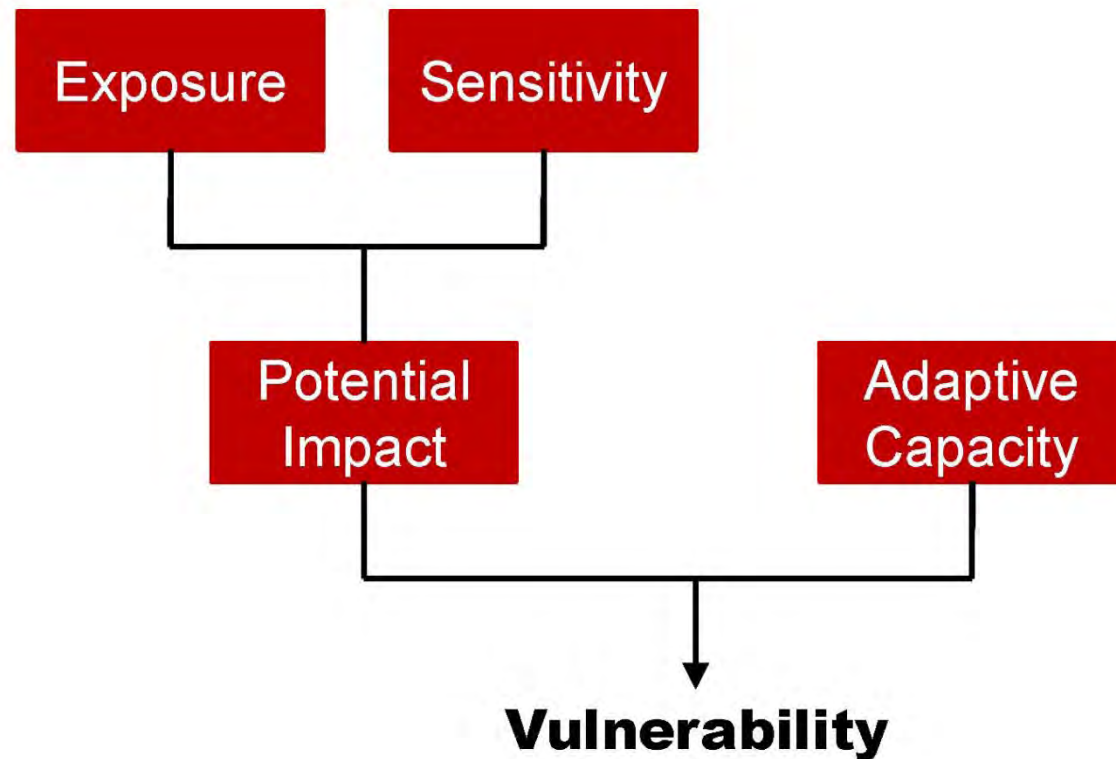 Exposure
Sensitivity
Potential
Impact
Adaptive
Capacity
Vulnerability